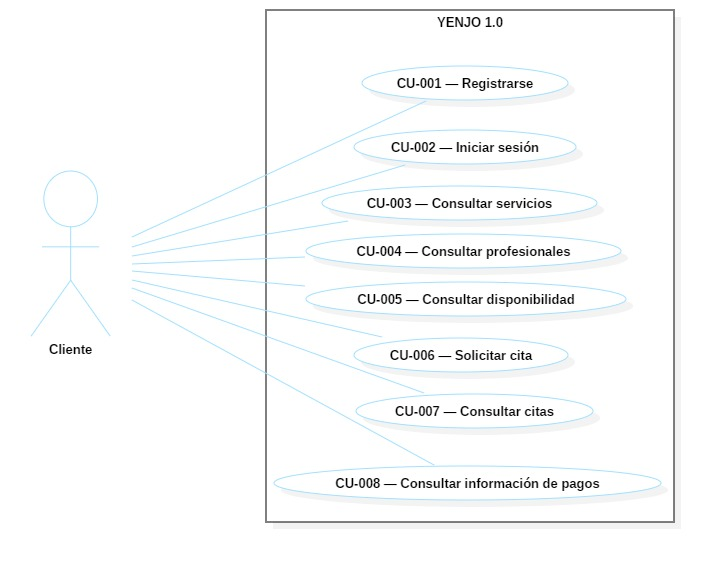 YENJO 1.0
CU-001 — Registrarse
CU-002 — Iniciar sesión
CU-003 — Consultar servicios
CU-004 — Consultar profesionales
CU-005 — Consultar disponibilidad
Cliente
CU-006 — Solicitar cita
CU-007 — Consultar citas
CU-008 — Consultar información de pagos